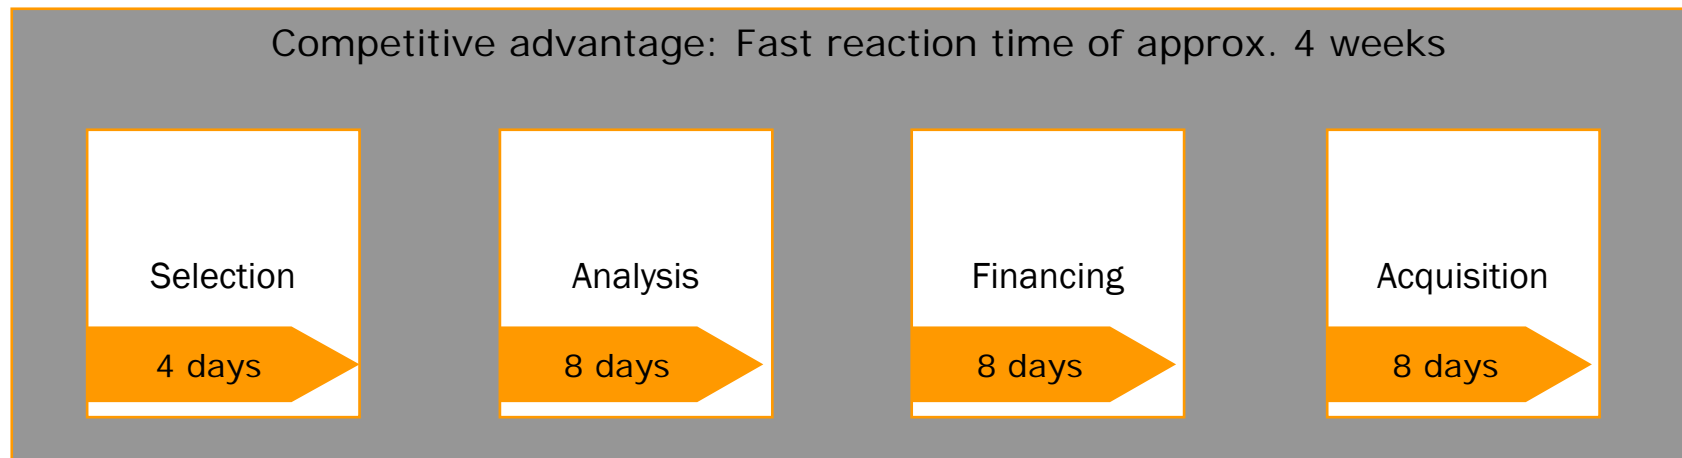 Competitive advantage: Fast reaction time of approx. 4 weeks
Selection
4 days
Analysis
8 days
Financing
8 days
Acquisition
8 days